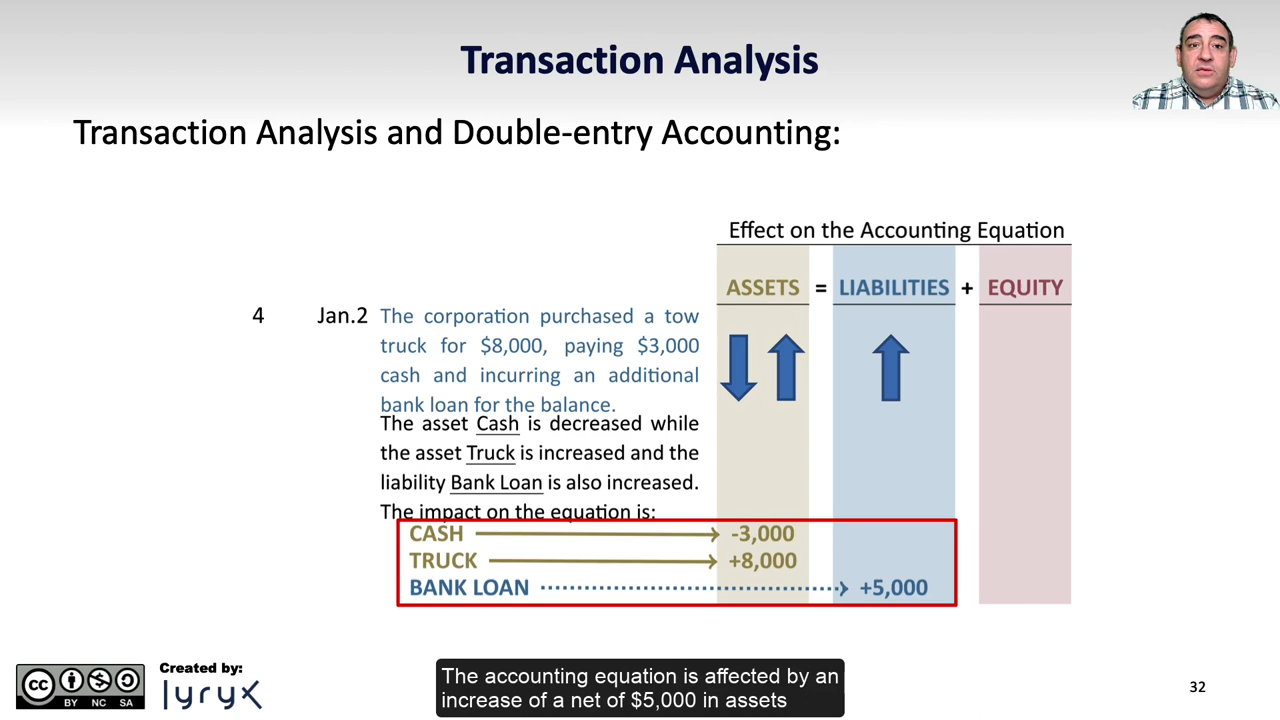 Transaction Analysis
Transaction Analysis and Double-entry Accounting:
Effect on the Accounting Equation
ASSETS = LIABILITIES + EQUITY
4 Jan.2 The corporation purchased a tow
truck for $8,000, paying $3,000
cash and incurring an additional
bank loan for the balance.
The asset Cash is decreased while
the asset Truck is increased and the
liability Bank Loan is also increased.
The impact on the equation is:
CASH -3,000
TRUCK +8,000
BANK LOAN +5,000
cc BY NC SA
Created by:
lyryx
The accounting equation is affected by an
increase of a net of $5,000 in assets
32